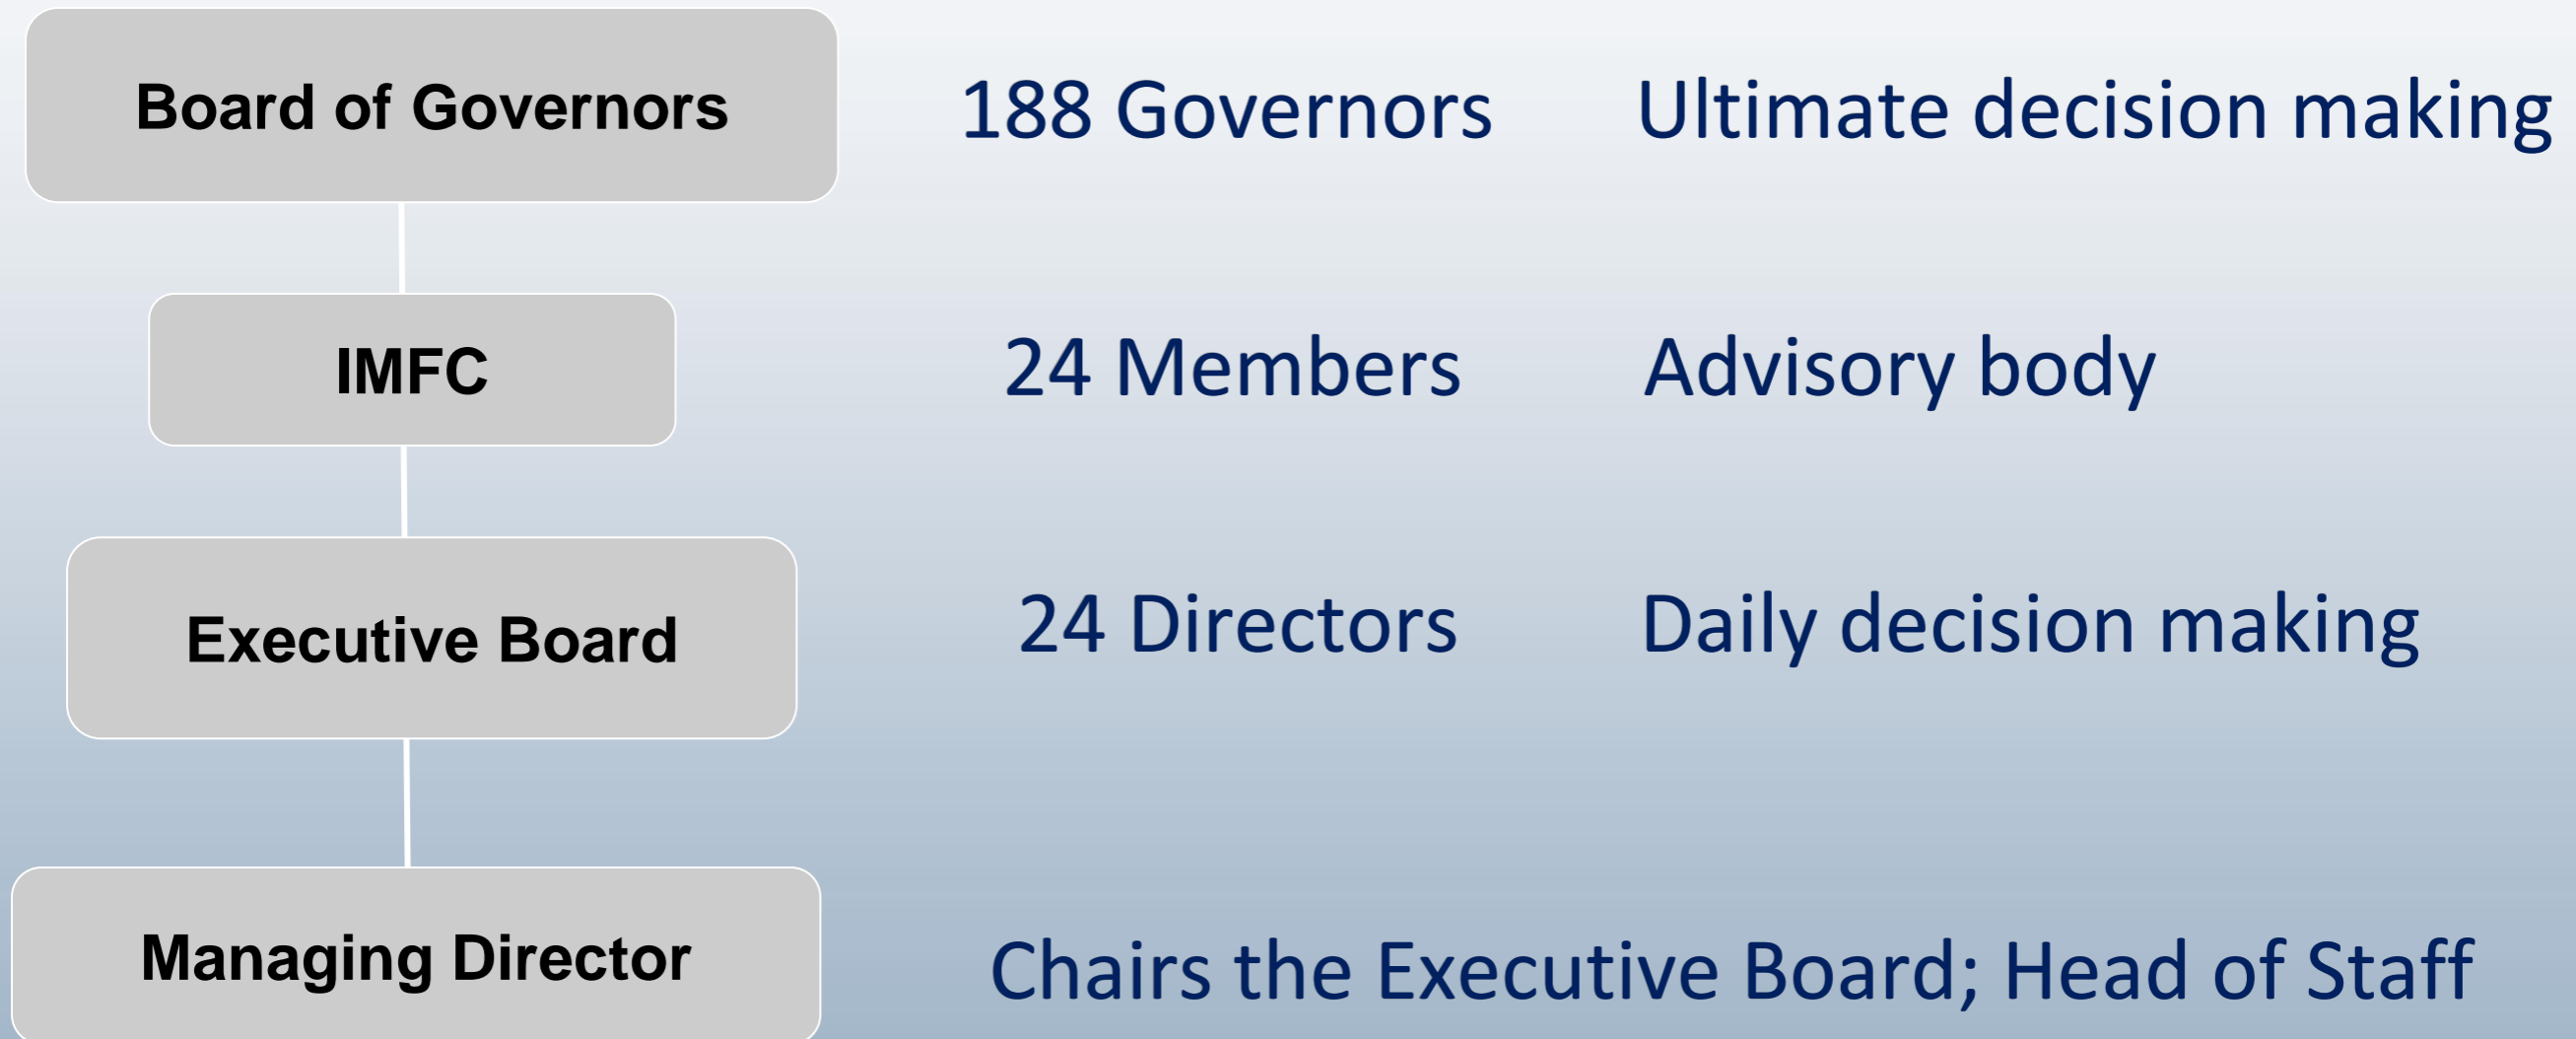 Board of Governors 188 Governors Ultimate decision making
IMFC 24 Members Advisory body
Executive Board 24 Directors Daily decision making
Managing Director Chairs the Executive Board; Head of Staff